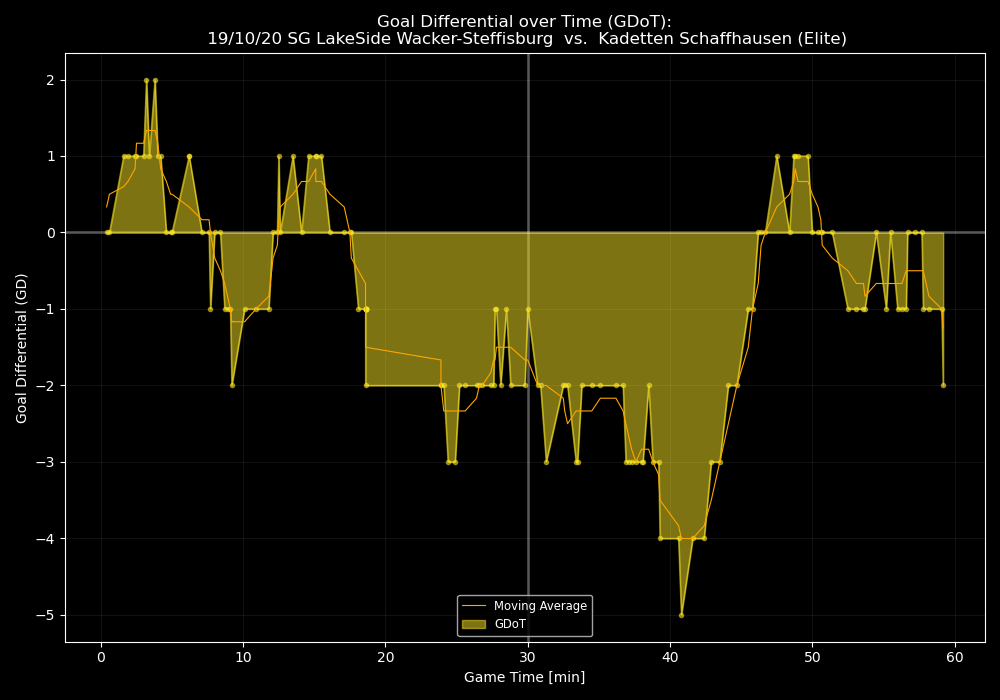 Goal Differential over Time (GDoT):
19/10/20 SG LakeSide Wacker-Steffisburg  vs.  Kadetten Schaffhausen (Elite)
Goal Differential (GD)
2
1
0
−1
−2
−3
−4
−5
Moving Average
GDoT
0 10 20 30 40 50 60
Game Time [min]